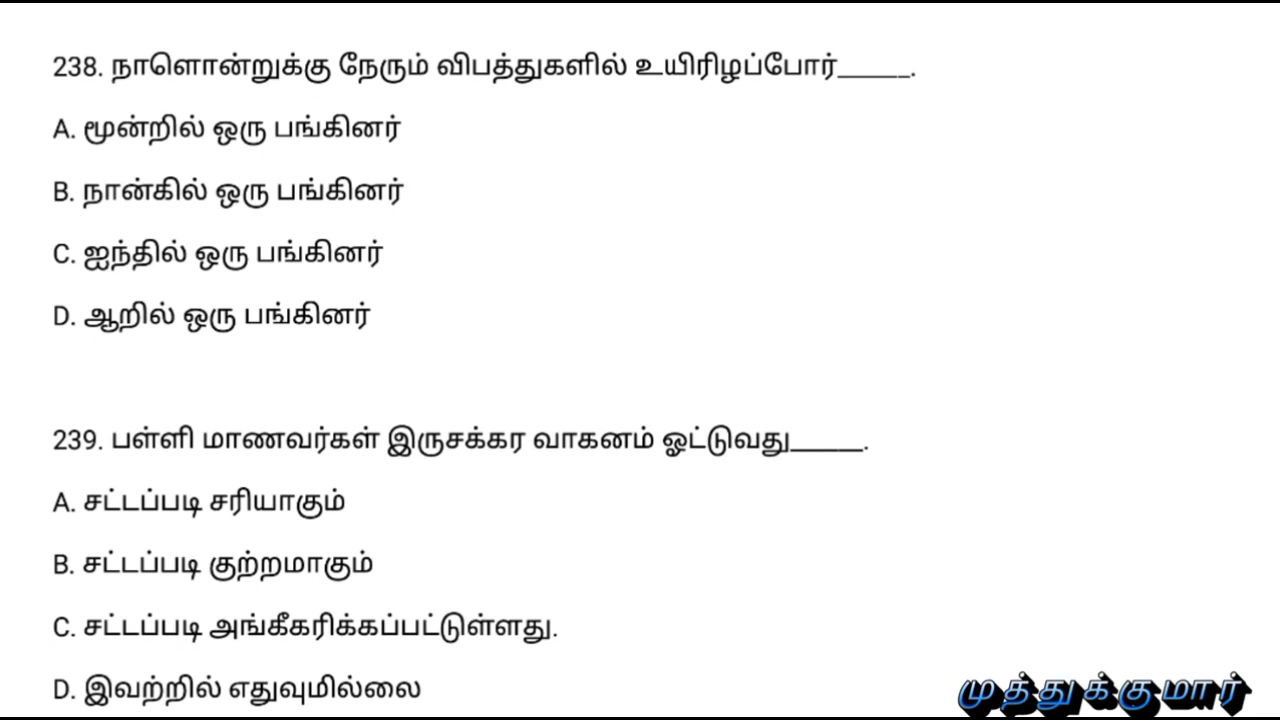 238. நாளொன்றுக்கு நேரும் விபத்துகளில் உயிரிழப்போர்______.
A. மூன்றில் ஒரு பங்கினர்
B. நான்கில் ஒரு பங்கினர்
C. ஐந்தில் ஒரு பங்கினர்
D. ஆறில் ஒரு பங்கினர்
239. பள்ளி மாணவர்கள் இருசக்கர வாகனம் ஓட்டுவது______.
A. சட்டப்படி சரியாகும்
B. சட்டப்படி குற்றமாகும்
C. சட்டப்படி அங்கீகரிக்கப்பட்டுள்ளது.
D. இவற்றில் எதுவுமில்லை
முத்துக்குமார்